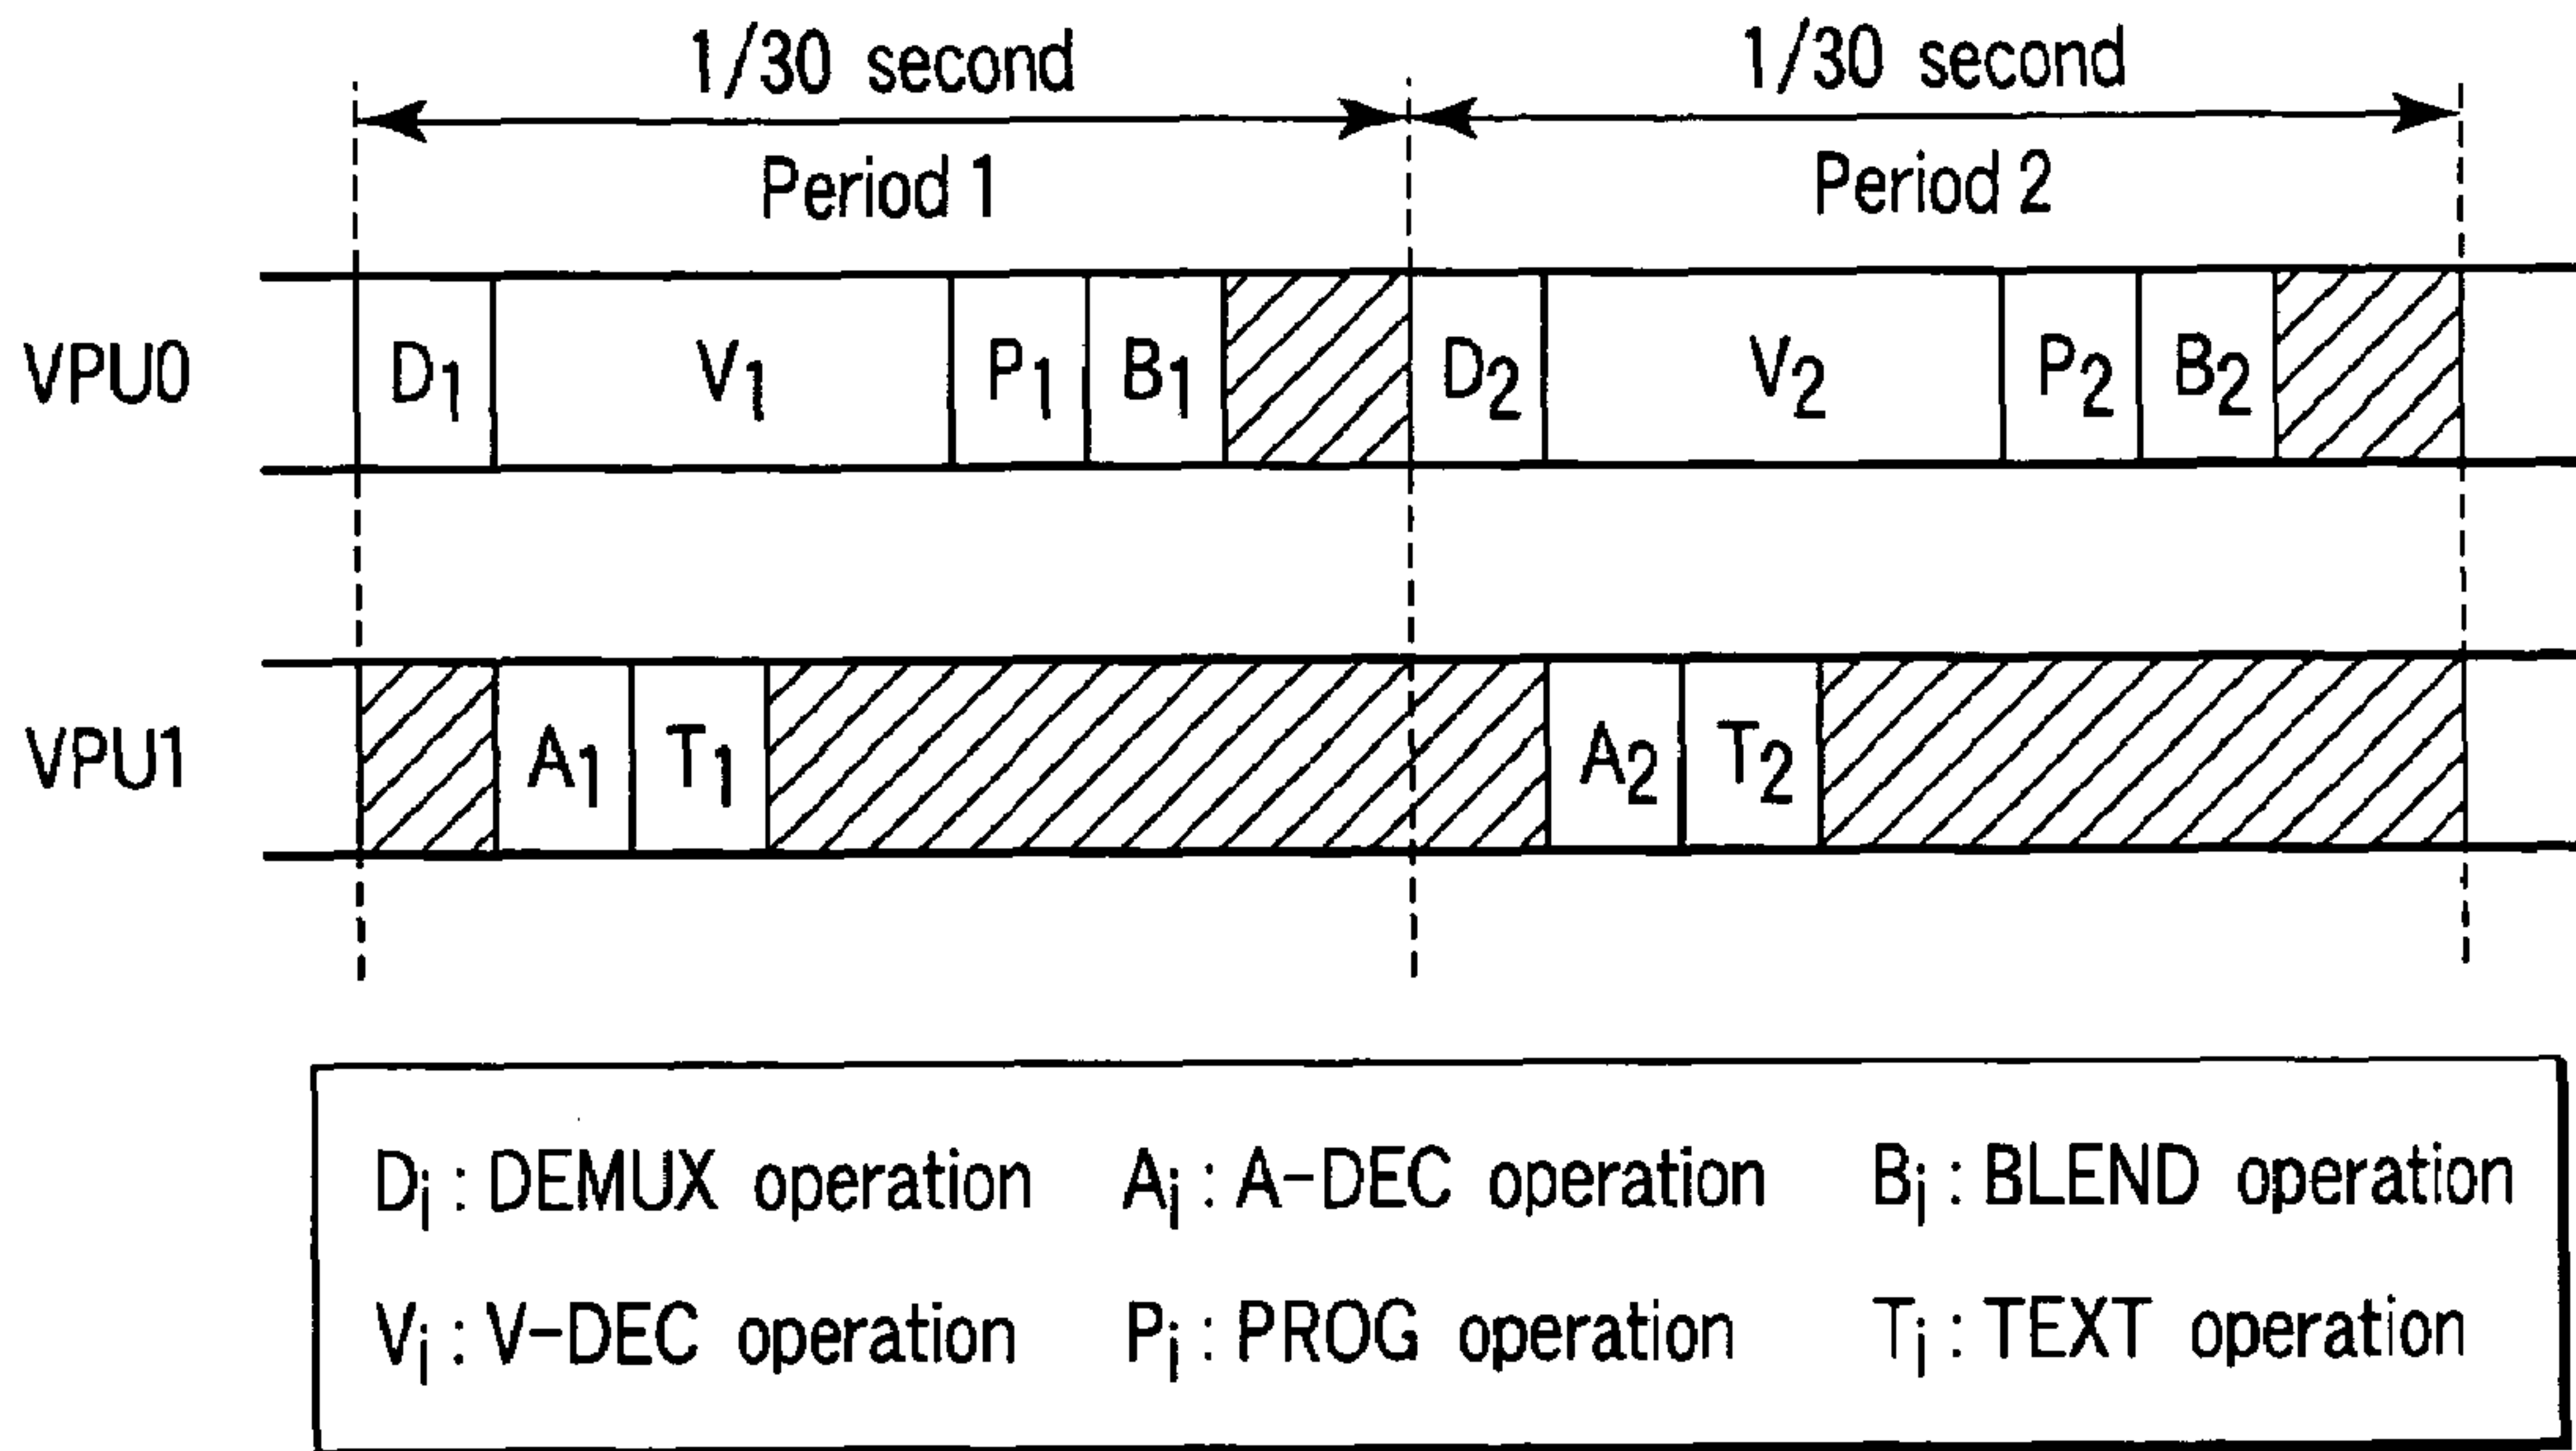 1/30 second 1/30 second
Period 1 Period 2
VPU0 D1 V1 P1 B1 D2 V2 P2 B2
VPU1 A1 T1 A2 T2
Di : DEMUX operation Ai : A-DEC operation Bi : BLEND operation
Vi : V-DEC operation Pi : PROG operation Ti : TEXT operation